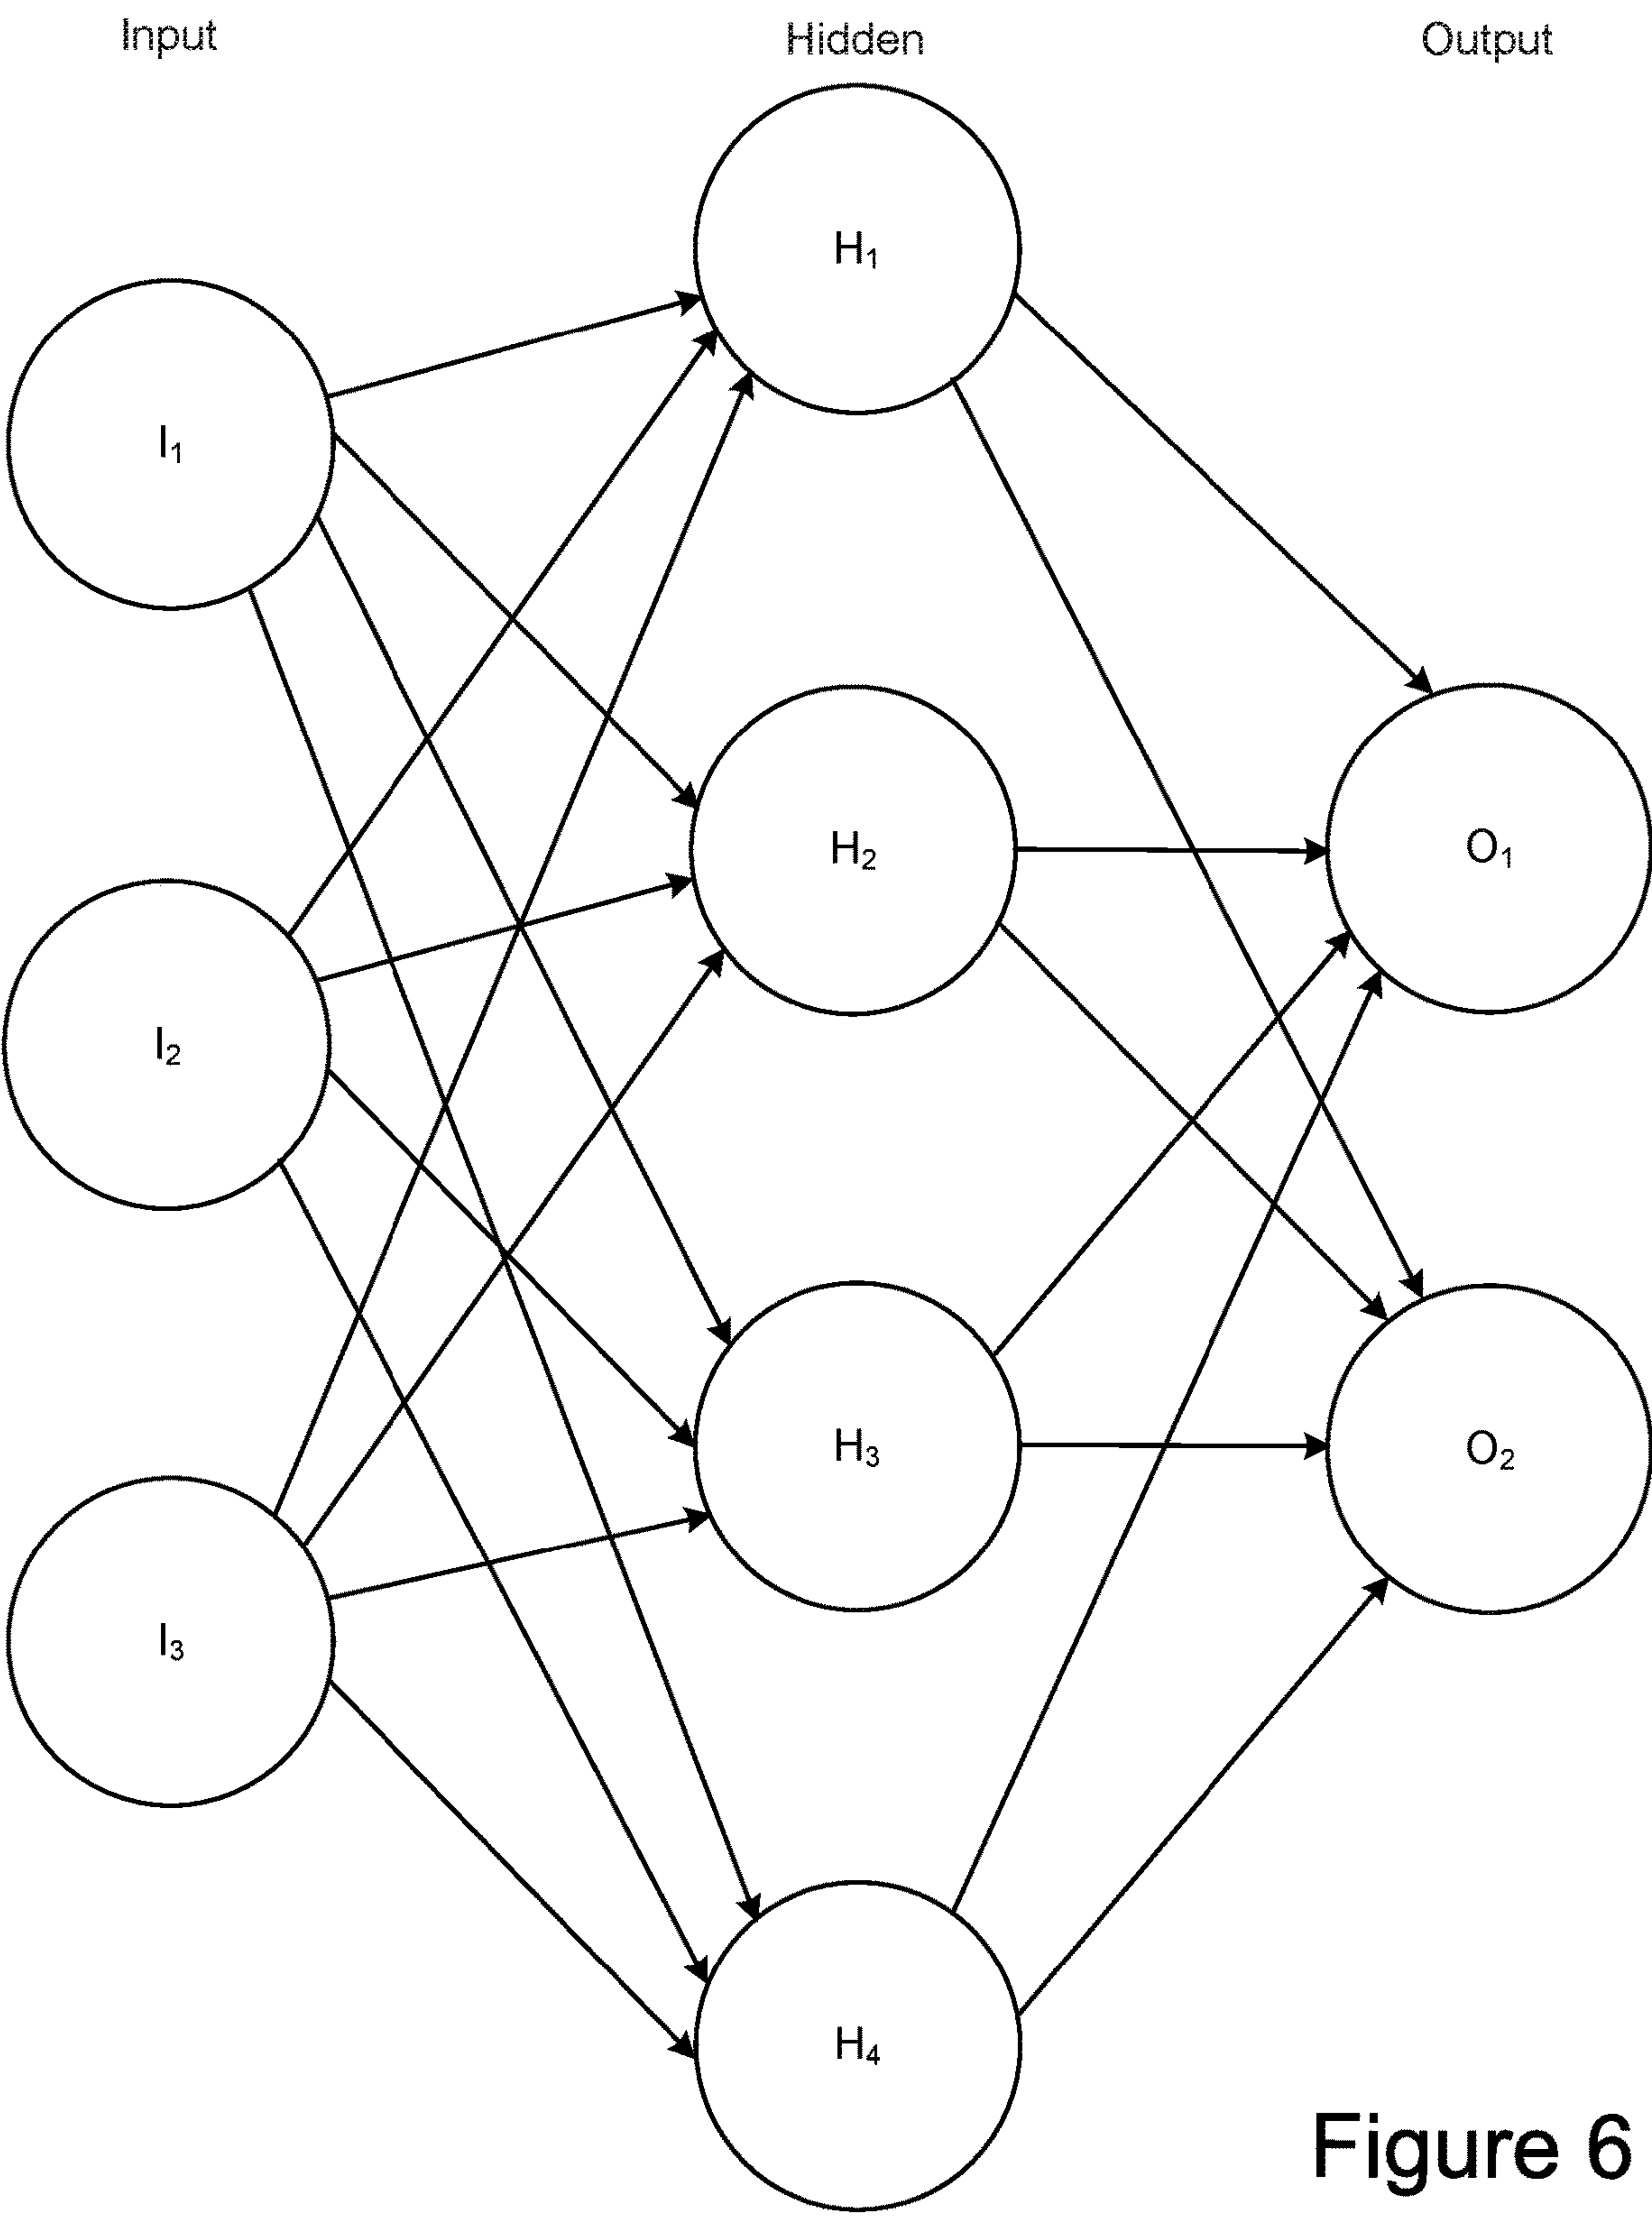 Input Hidden Output
H₁
I₁
H₂
O₁
I₂
H₃
O₂
I₃
H₄
Figure 6